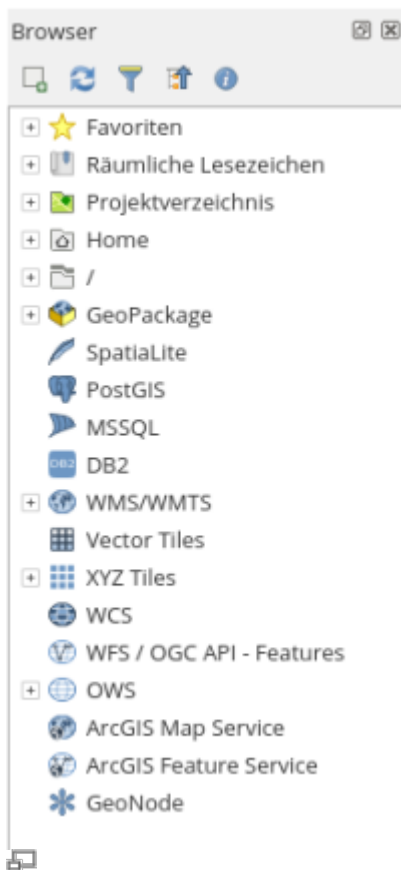 Browser
Favoriten
Räumliche Lesezeichen
Projektverzeichnis
Home
/
GeoPackage
SpatiaLite
PostGIS
MSSQL
DB2 DB2
WMS/WMTS
Vector Tiles
XYZ Tiles
WCS
WFS / OGC API - Features
OWS
ArcGIS Map Service
ArcGIS Feature Service
GeoNode